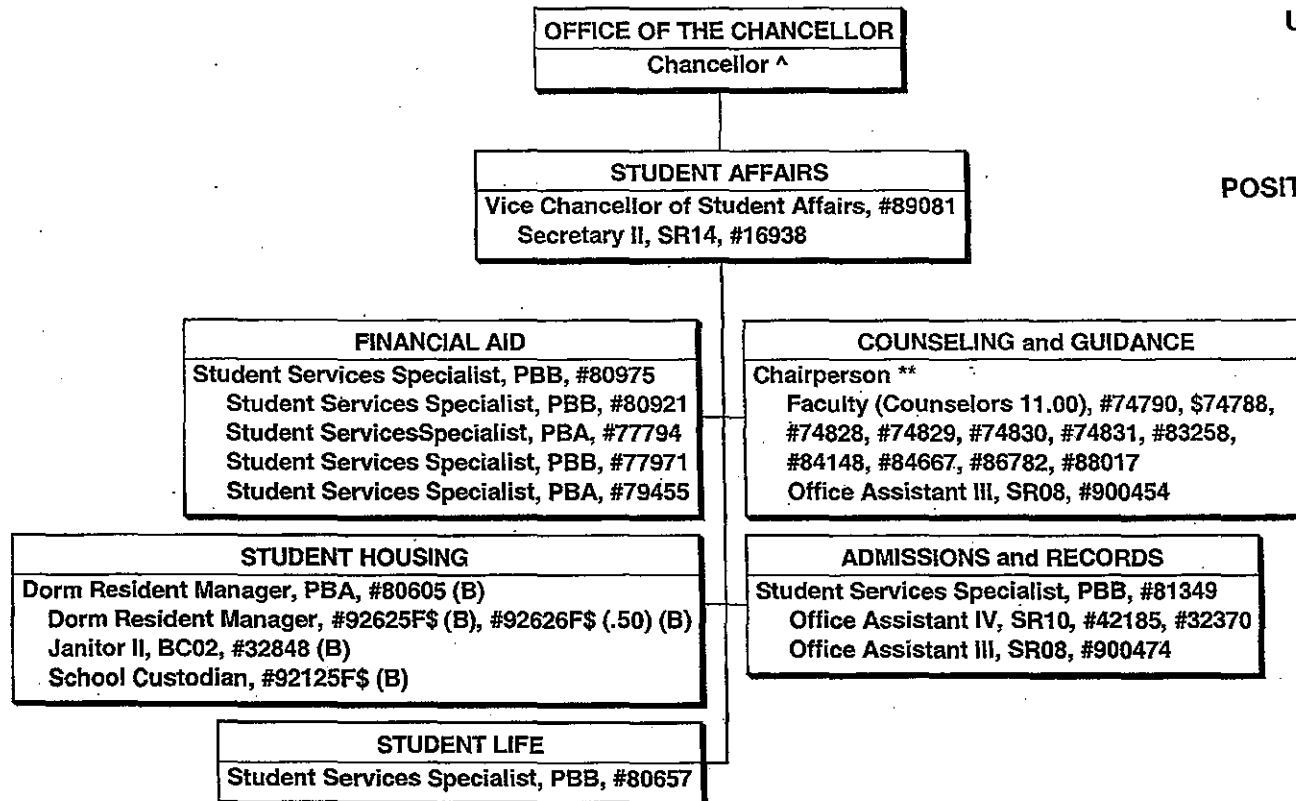 U
OFFICE OF THE CHANCELLOR
Chancellor ^
STUDENT AFFAIRS
Vice Chancellor of Student Affairs, #89081
Secretary II, SR14, #16938
POSIT
FINANCIAL AID
Student Services Specialist, PBB, #80975
Student Services Specialist, PBB, #80921
Student ServicesSpecialist, PBA, #77794
Student Services Specialist, PBB, #77971
Student Services Specialist, PBA, #79455
COUNSELING and GUIDANCE
Chairperson **
Faculty (Counselors 11.00), #74790, $74788,
#74828, #74829, #74830, #74831, #83258,
#84148, #84667, #86782, #88017
Office Assistant III, SR08, #900454
STUDENT HOUSING
Dorm Resident Manager, PBA, #80605 (B)
Dorm Resident Manager, #92625F$ (B), #92626F$ (.50) (B)
Janitor II, BC02, #32848 (B)
School Custodian, #92125F$ (B)
ADMISSIONS and RECORDS
Student Services Specialist, PBB, #81349
Office Assistant IV, SR10, #42185, #32370
Office Assistant III, SR08, #900474
STUDENT LIFE
Student Services Specialist, PBB, #80657